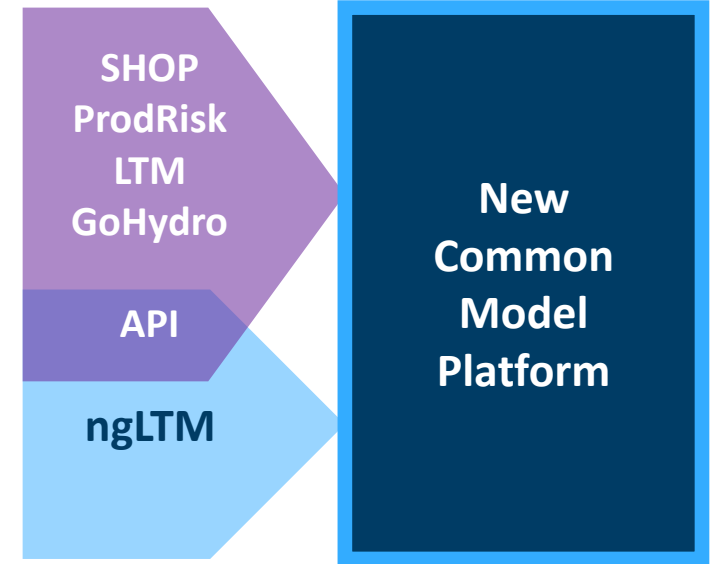 SHOP
ProdRisk
LTM
GoHydro
API
ngLTM
New
Common
Model
Platform